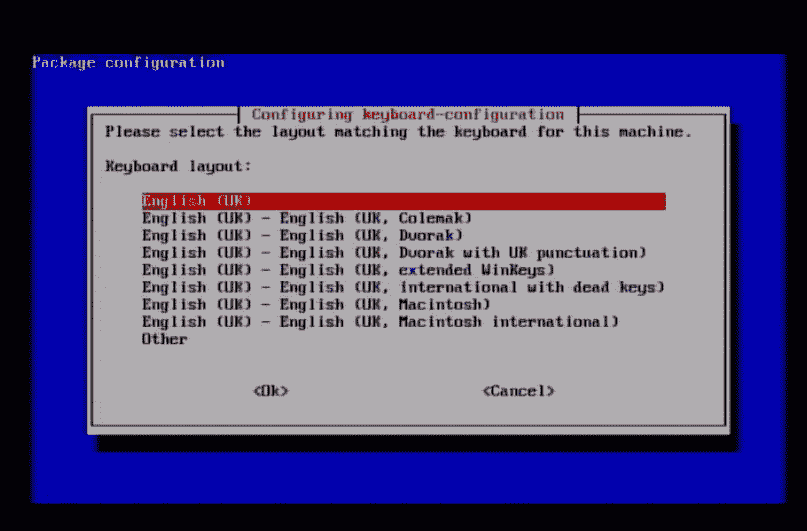 Package configuration
Configuring keyboard-configuration
Please select the layout matching the keyboard for this machine.
Keyboard layout:
English (UK)
English (UK) - English (UK, Colemak)
English (UK) - English (UK, Dvorak)
English (UK) - English (UK, Dvorak with UK punctuation)
English (UK) - English (UK, extended WinKeys)
English (UK) - English (UK, international with dead keys)
English (UK) - English (UK, Macintosh)
English (UK) - English (UK, Macintosh international)
Other
<Ok> <Cancel>